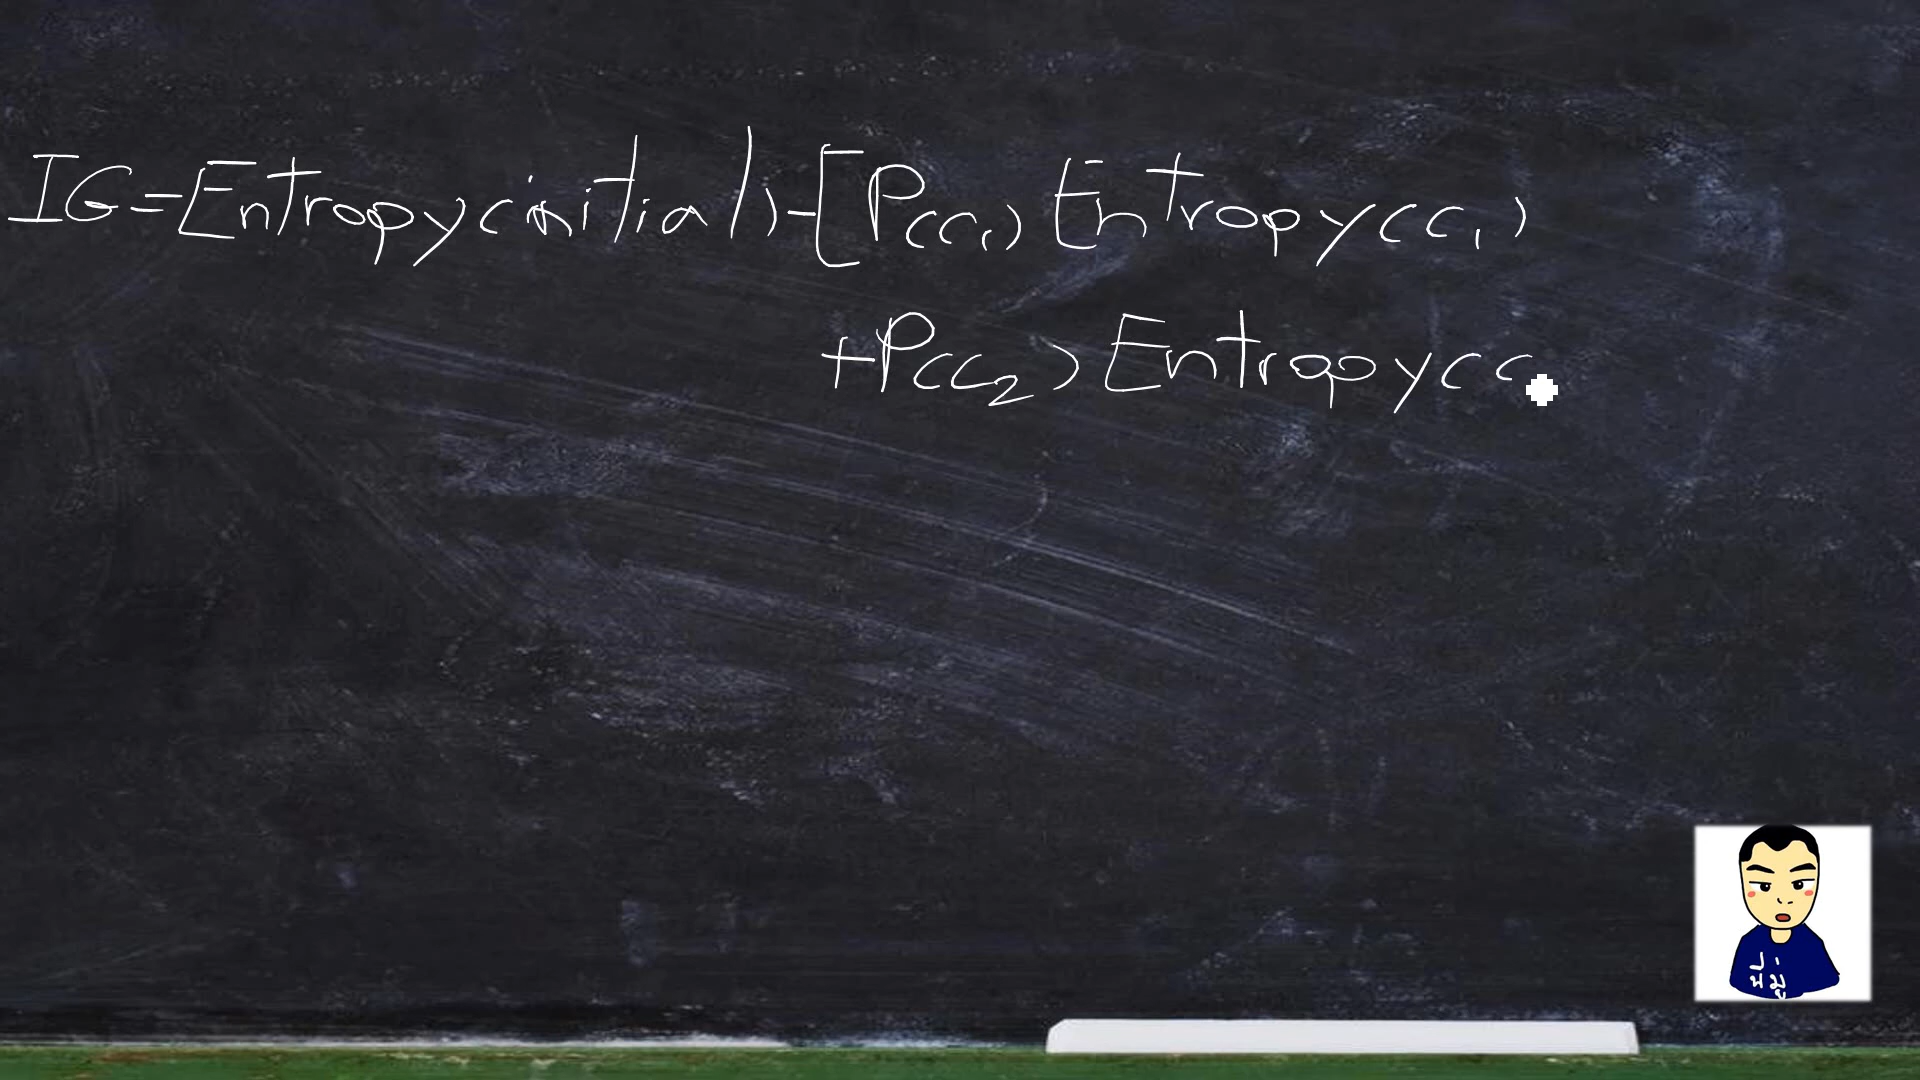 IG=Entropy(initial)-[P(C₁) Entropy(C₁)
+P(C₂) Entropy(C